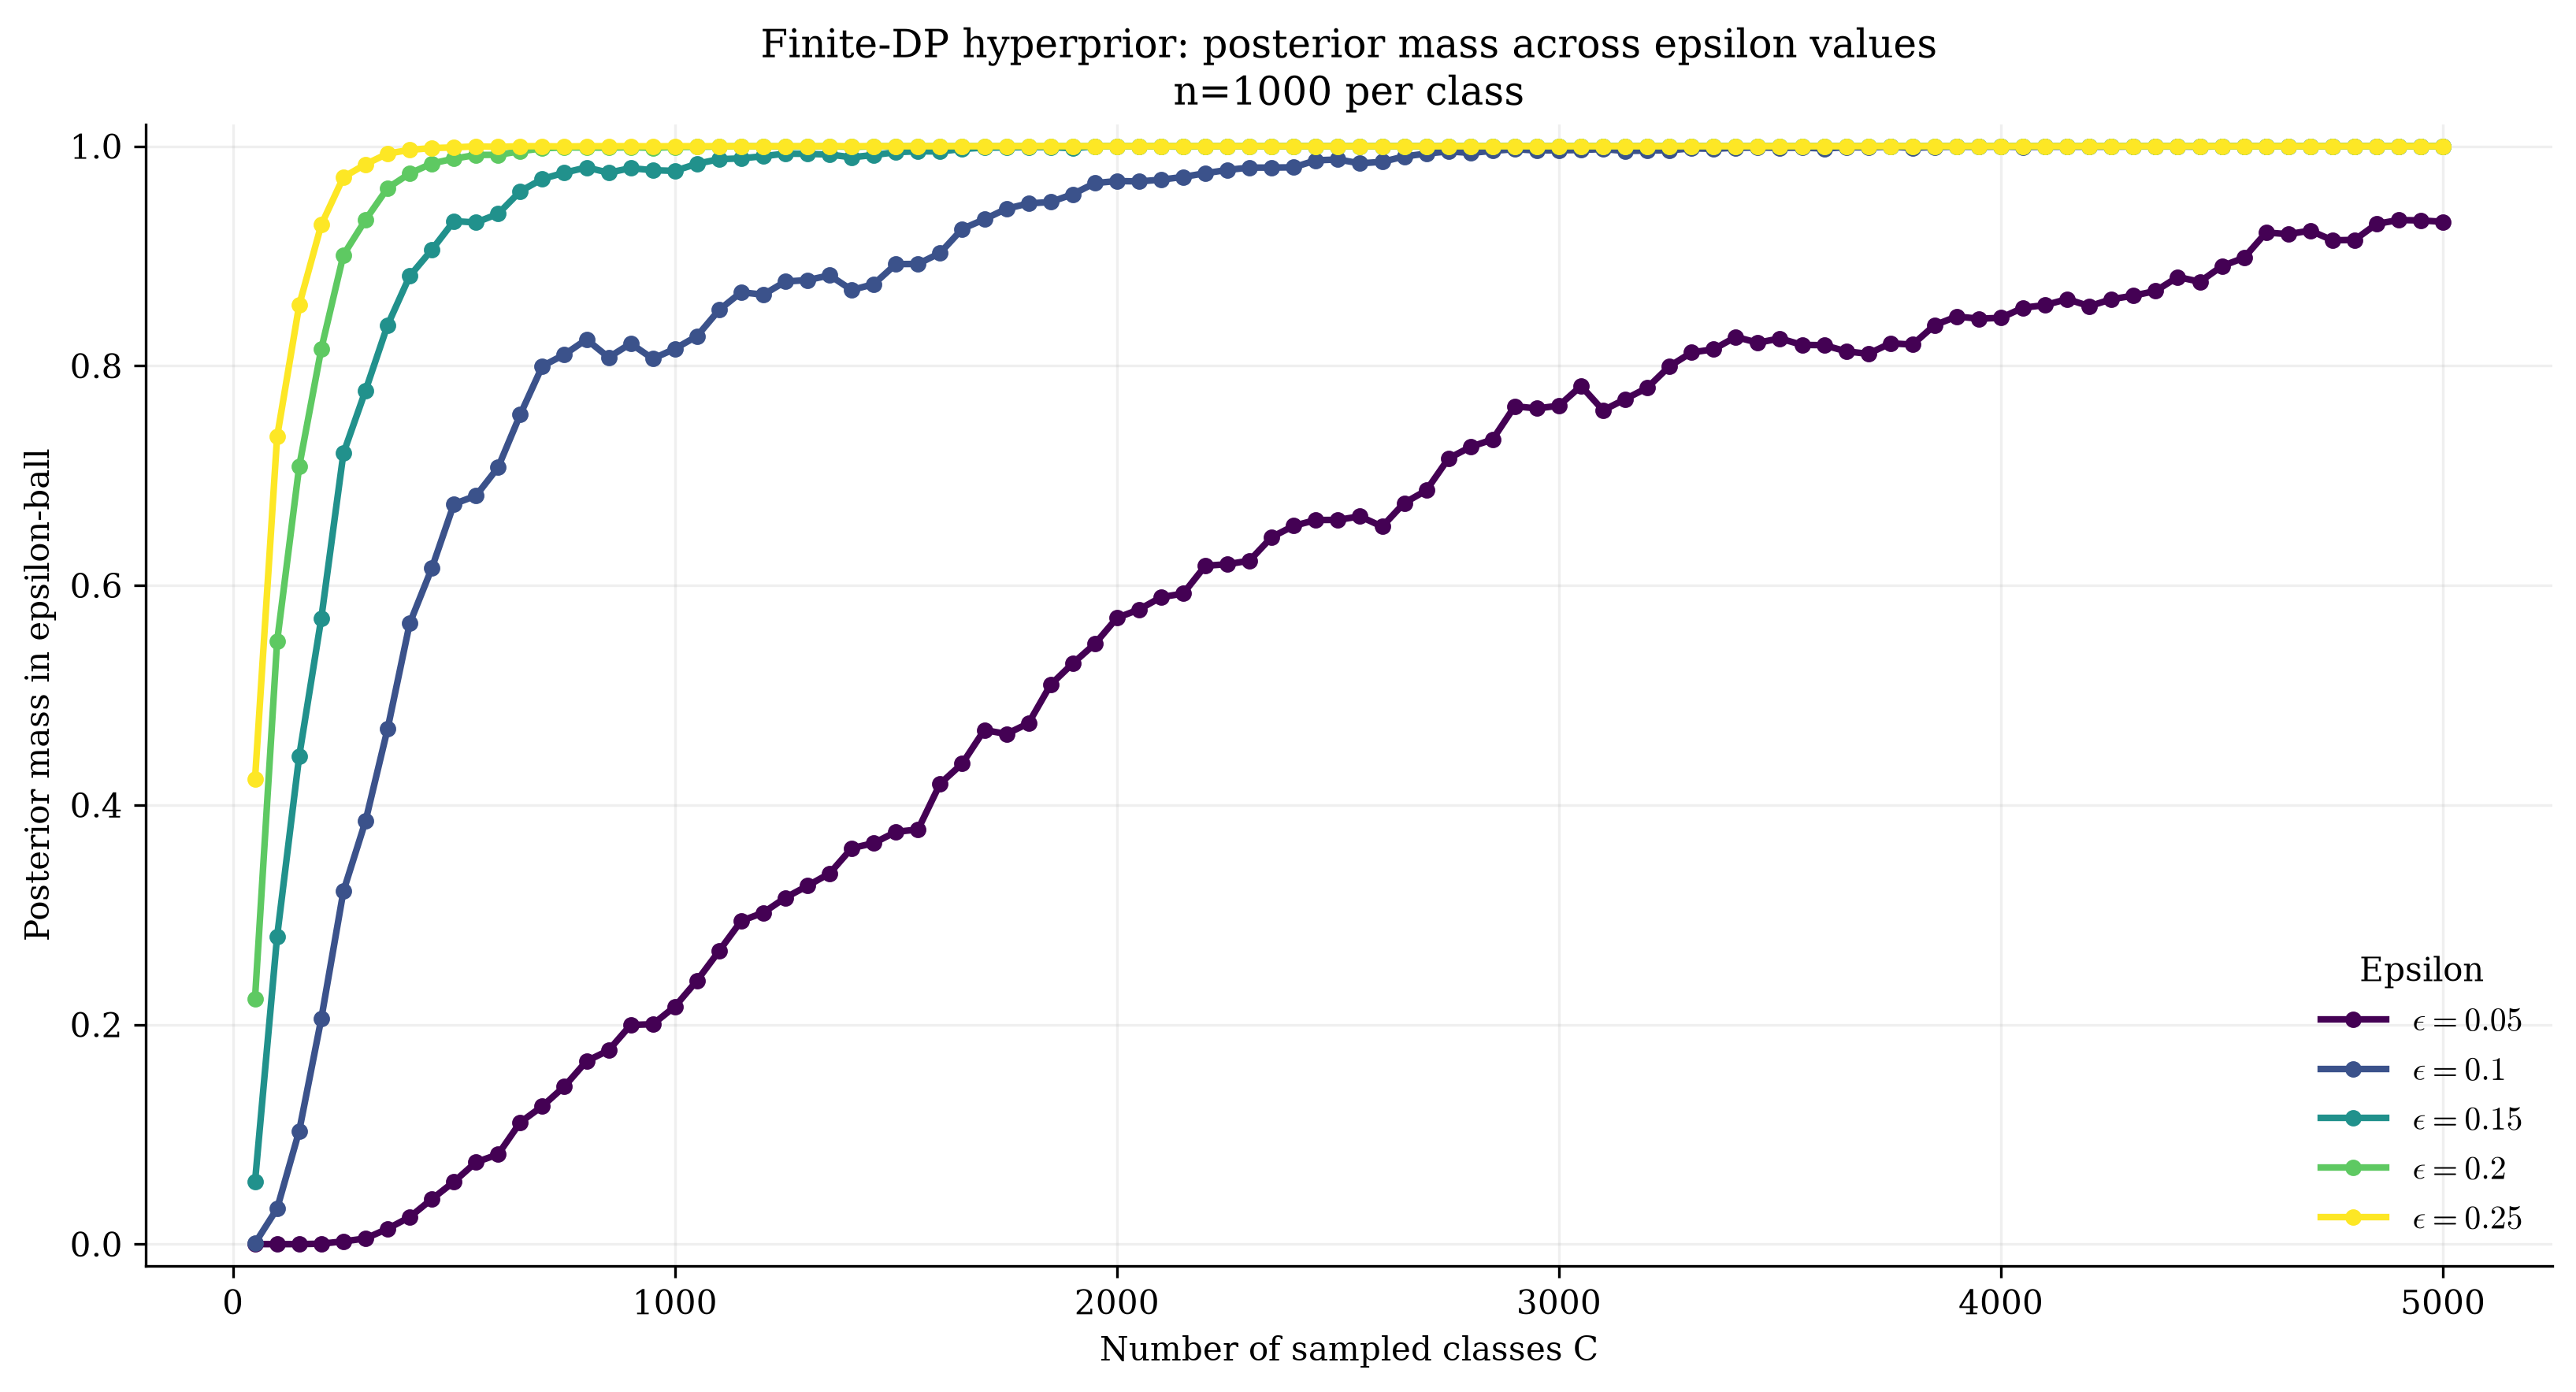 Finite-DP hyperprior: posterior mass across epsilon values
n=1000 per class
Posterior mass in epsilon-ball
1.0
0.8
0.6
0.4
0.2
0.0
0
1000
2000
3000
4000
5000
Number of sampled classes C
Epsilon
ϵ = 0.05
ϵ = 0.1
ϵ = 0.15
ϵ = 0.2
ϵ = 0.25